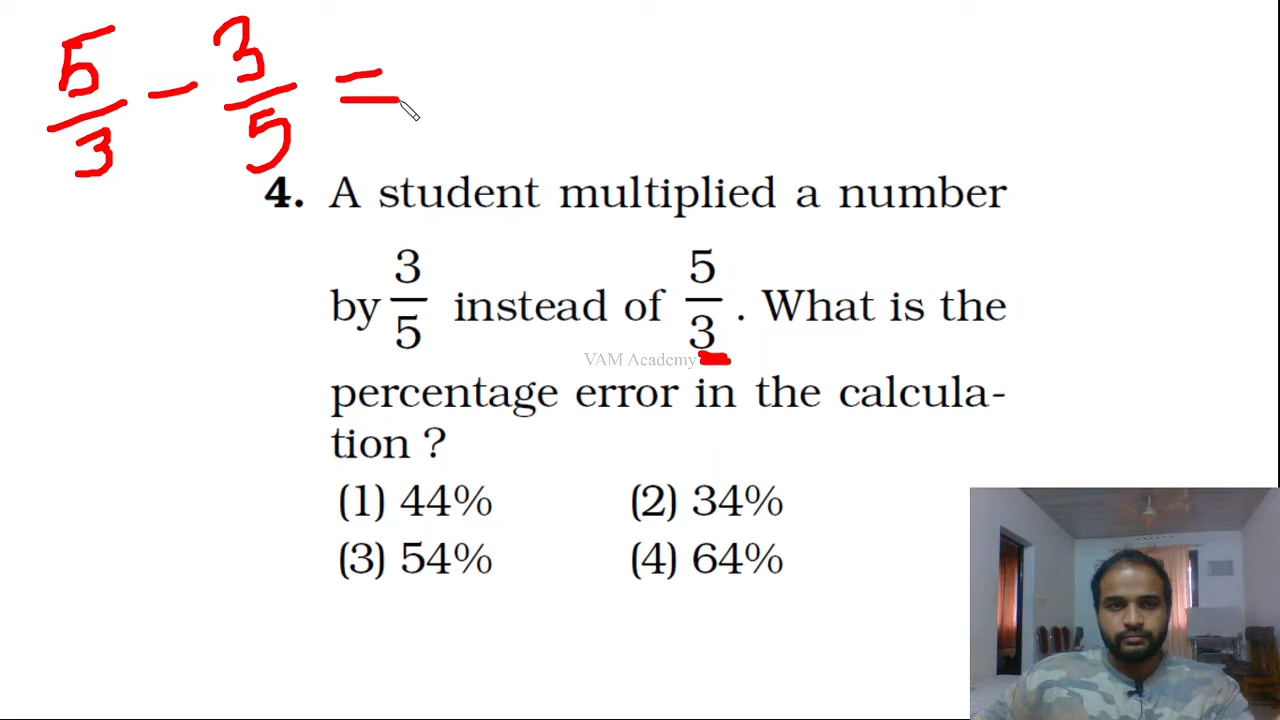 5/3 - 3/5 =
4. A student multiplied a number
by 3/5 instead of 5/3. What is the
VAM Academy
percentage error in the calcula-
tion ?
(1) 44% (2) 34%
(3) 54% (4) 64%